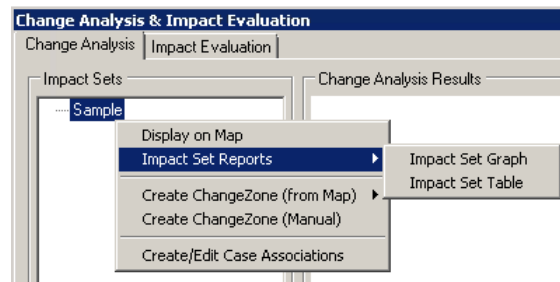 Change Analysis & Impact Evaluation
Change Analysis
Impact Evaluation
Impact Sets
Change Analysis Results
Sample
Display on Map
Impact Set Reports
Impact Set Graph
Impact Set Table
Create ChangeZone (from Map)
Create ChangeZone (Manual)
Create/Edit Case Associations